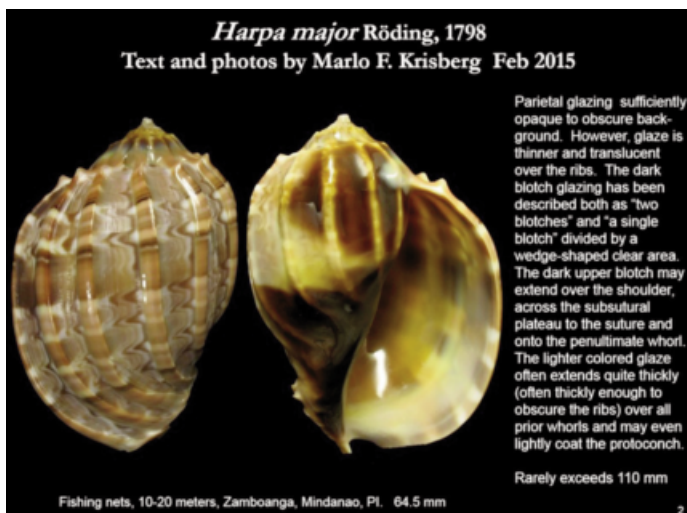 Harpa major Röding, 1798
Text and photos by Marlo F. Krisberg Feb 2015
Parietal glazing sufficiently
opaque to obscure back-
ground. However, glaze is
thinner and translucent
over the ribs. The dark
blotch glazing has been
described both as “two
blotches” and “a single
blotch” divided by a
wedge-shaped clear area.
The dark upper blotch may
extend over the shoulder,
across the subsutural
plateau to the suture and
onto the penultimate whorl.
The lighter colored glaze
often extends quite thickly
(often thickly enough to
obscure the ribs) over all
prior whorls and may even
lightly coat the protoconch.
Rarely exceeds 110 mm
Fishing nets, 10-20 meters, Zamboanga, Mindanao, PI. 64.5 mm
2